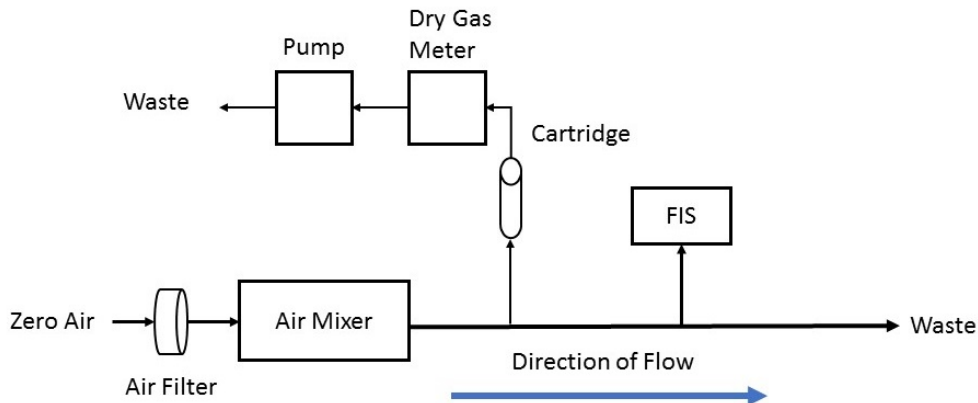 Dry Gas
Meter
Pump
Waste
Cartridge
FIS
Zero Air
Air Mixer
Waste
Direction of Flow
Air Filter